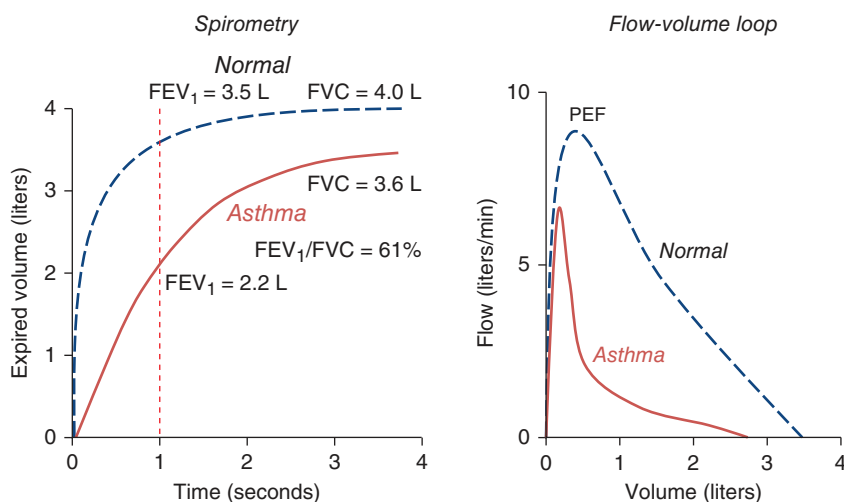 Spirometry
Normal
FEV₁ = 3.5 L FVC = 4.0 L
4
FVC = 3.6 L
3
Asthma
FEV₁/FVC = 61%
2
FEV₁ = 2.2 L
1
0
0 1 2 3 4
Expired volume (liters)
Time (seconds)
Flow-volume loop
10
PEF
Normal
5
Asthma
0
0 1 2 3 4
Flow (liters/min)
Volume (liters)